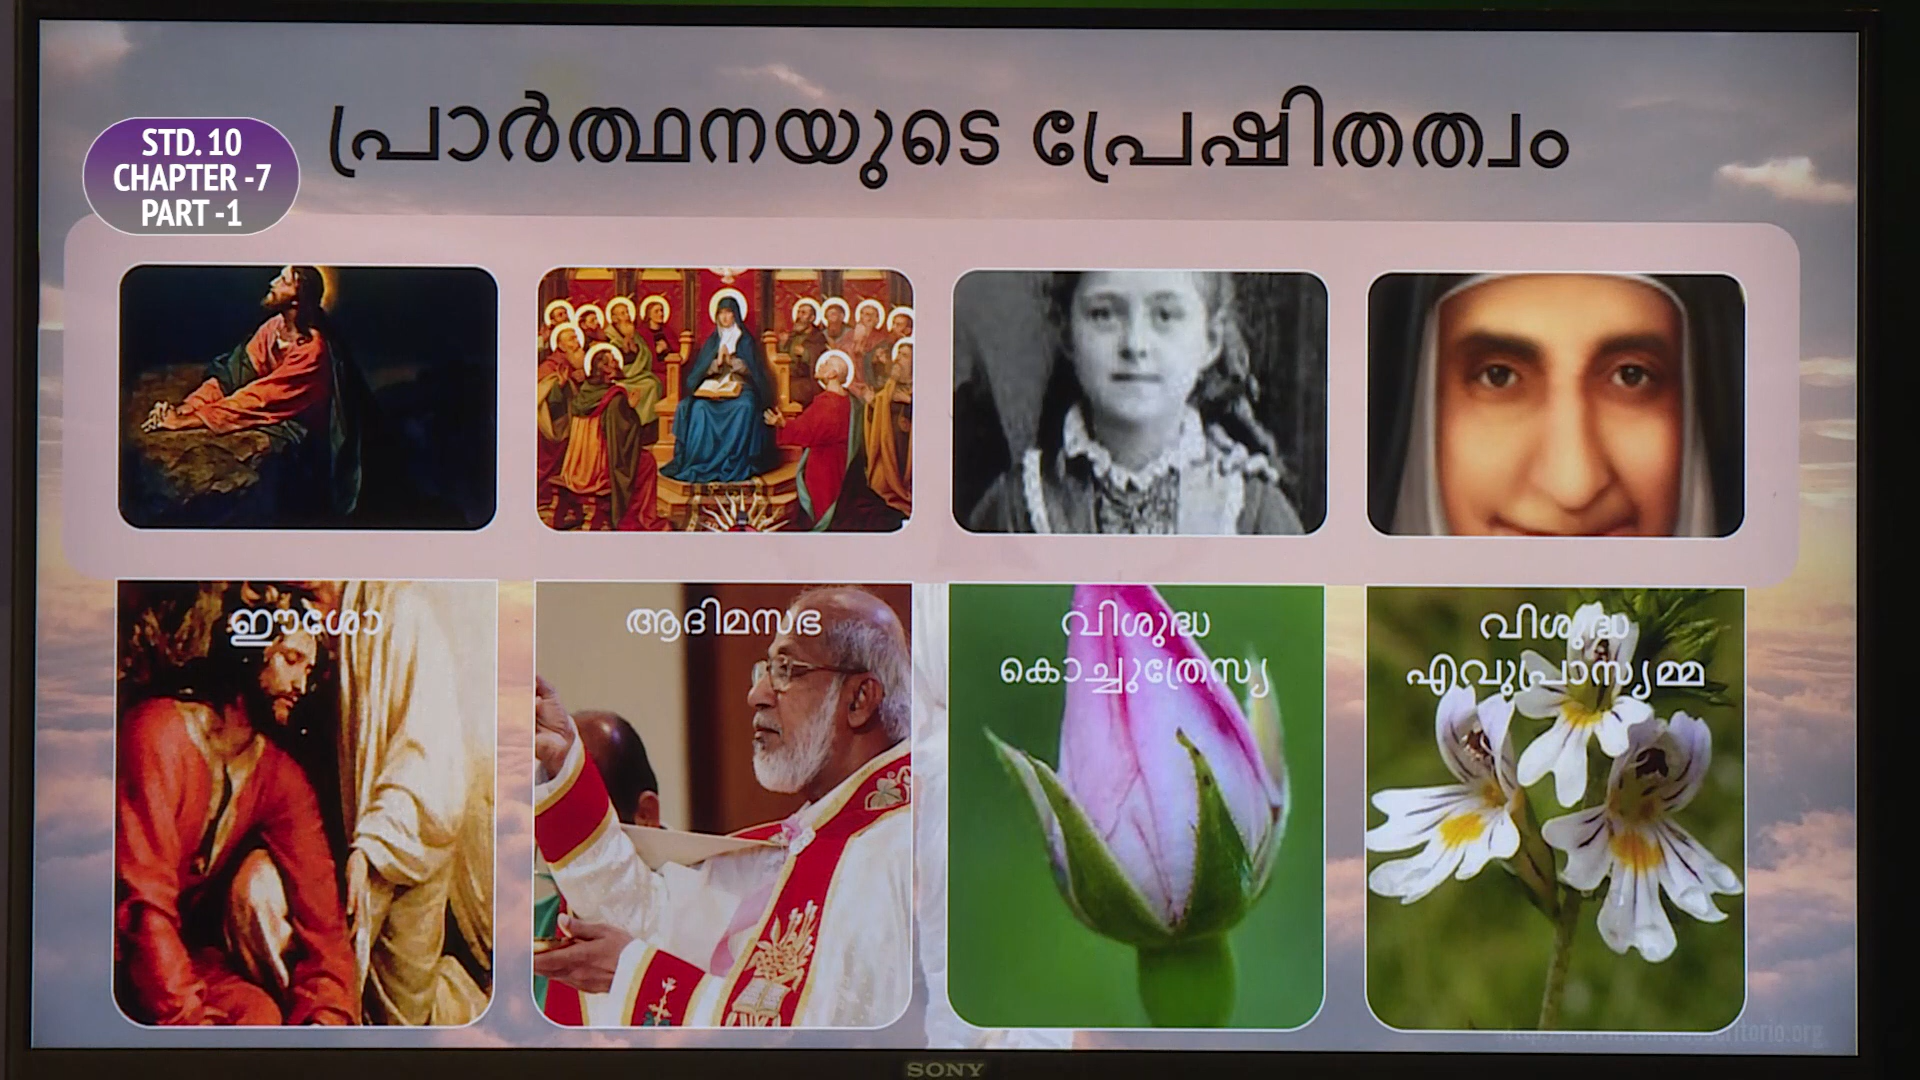 പ്രാർത്ഥനയുടെ പ്രേഷിതത്വം
STD. 10
CHAPTER -7
PART -1
ഈശോ
ആദിമസഭ
വിശുദ്ധ
കൊച്ചുത്രേസ്യ
വിശുദ്ധ
എവുപ്രാസ്യമ്മ
SONY